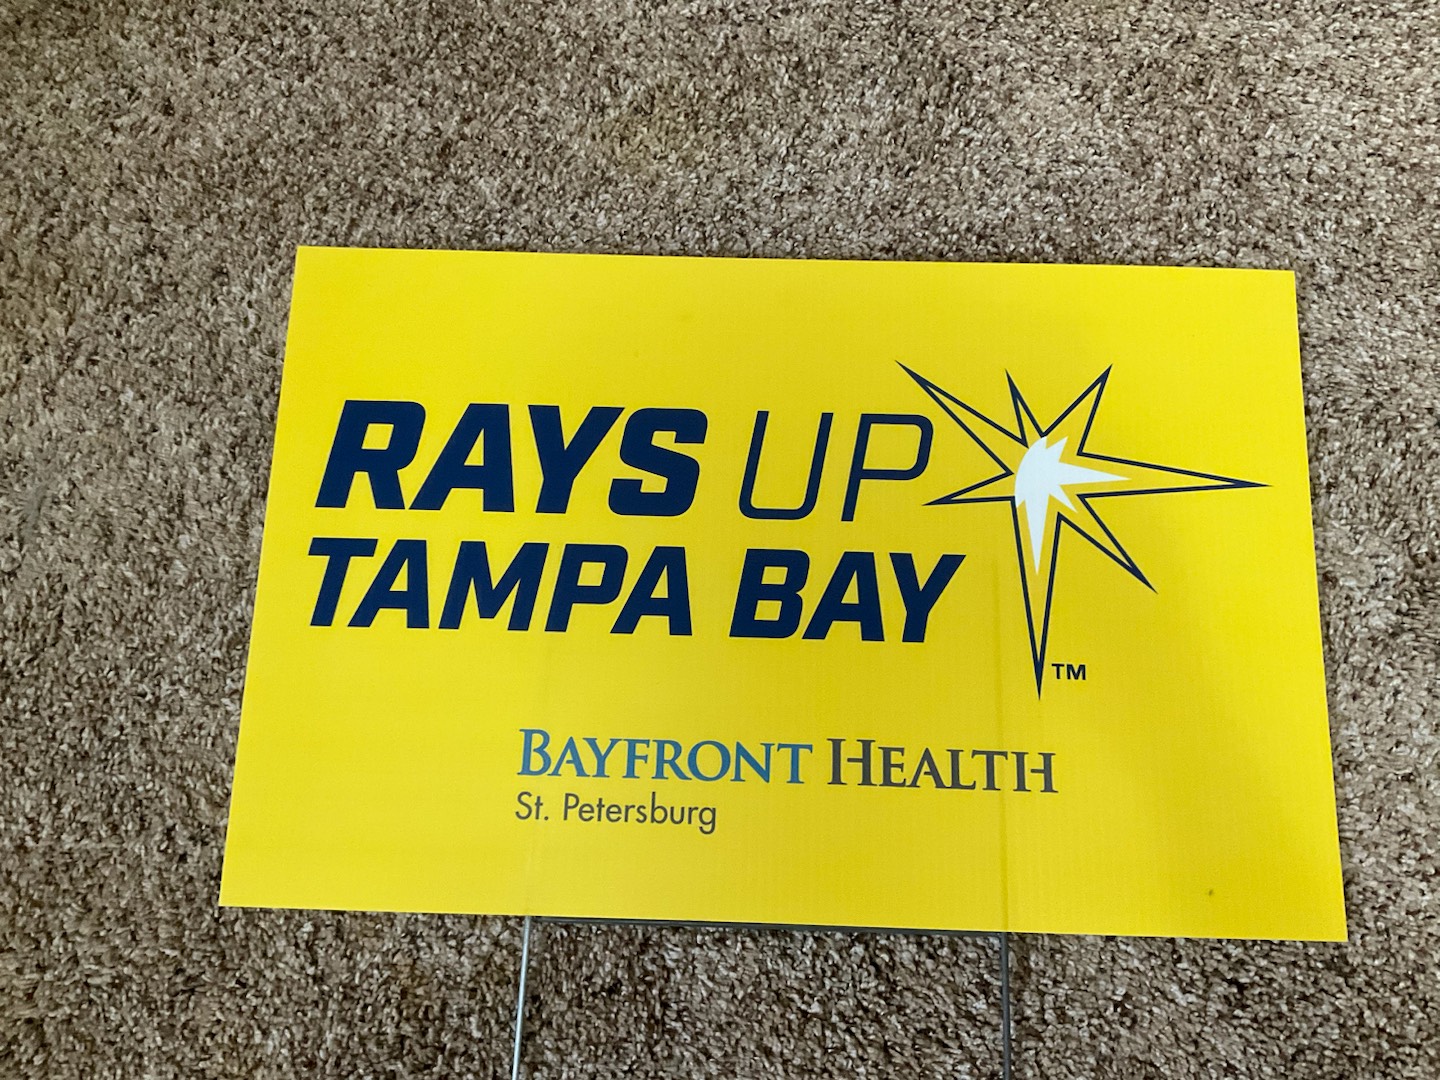 RAYS UP
TAMPA BAY
TM
BAYFRONT HEALTH
St. Petersburg